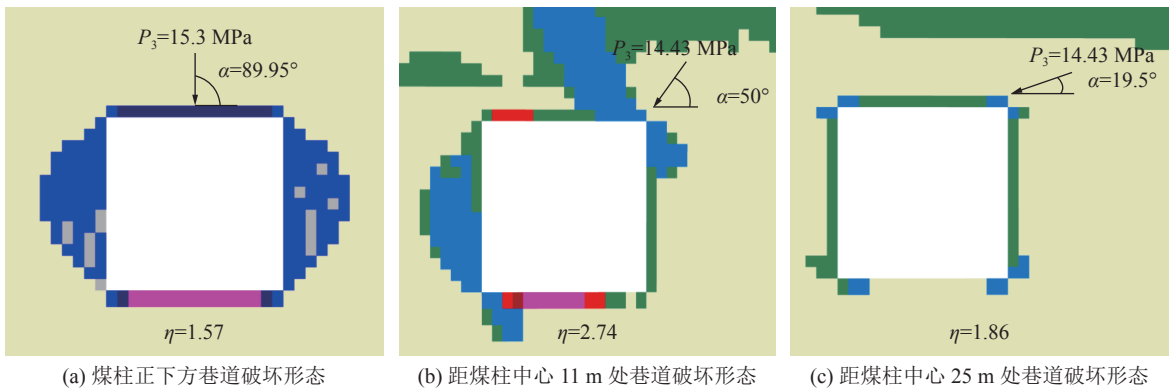 P₃=15.3 MPa
α=89.95°
η=1.57
(a) 煤柱正下方巷道破坏形态
P₃=14.43 MPa
α=50°
η=2.74
(b) 距煤柱中心 11 m 处巷道破坏形态
P₃=14.43 MPa
α=19.5°
η=1.86
(c) 距煤柱中心 25 m 处巷道破坏形态